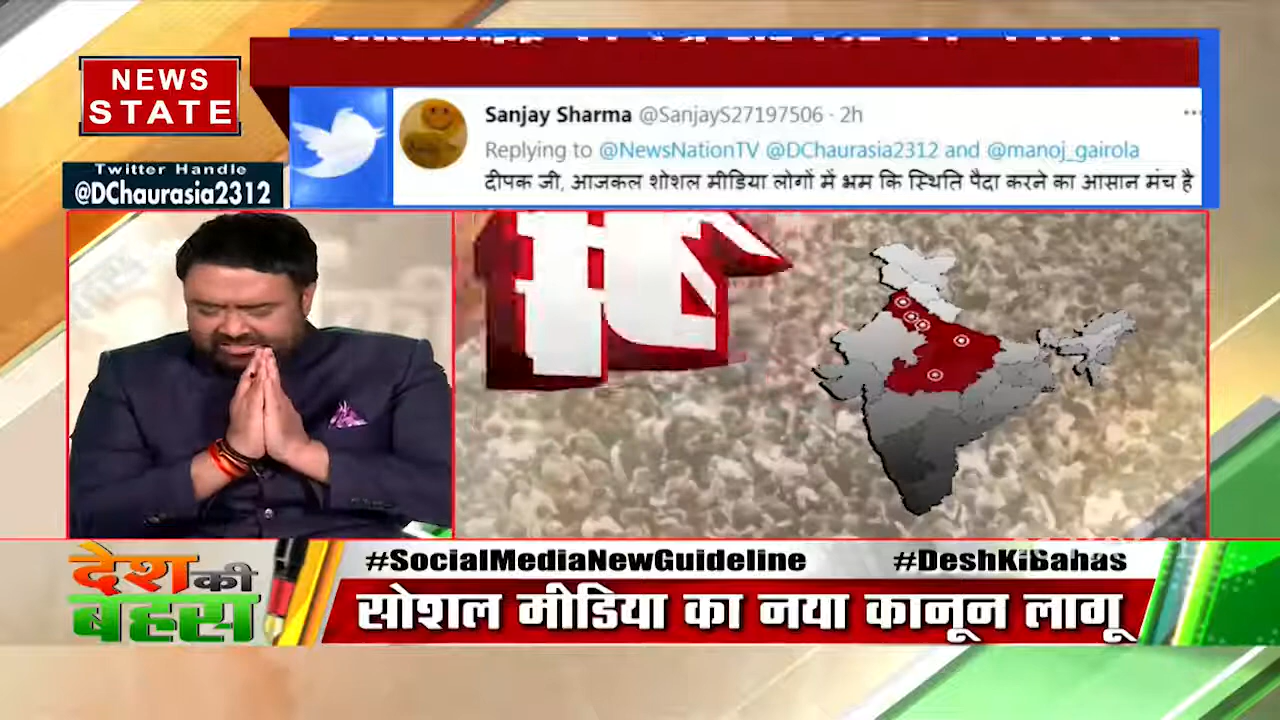 NEWS
STATE
Twitter Handle
@DChaurasia2312
Sanjay Sharma @SanjayS27197506 · 2h
Replying to @NewsNationTV @DChaurasia2312 and @manoj_gairola
दीपक जी, आजकल शोशल मीडिया लोगों में भ्रम कि स्थिति पैदा करने का आसान मंच है
देश की
बहस
#SocialMediaNewGuideline #DeshKiBahas
सोशल मीडिया का नया कानून लागू